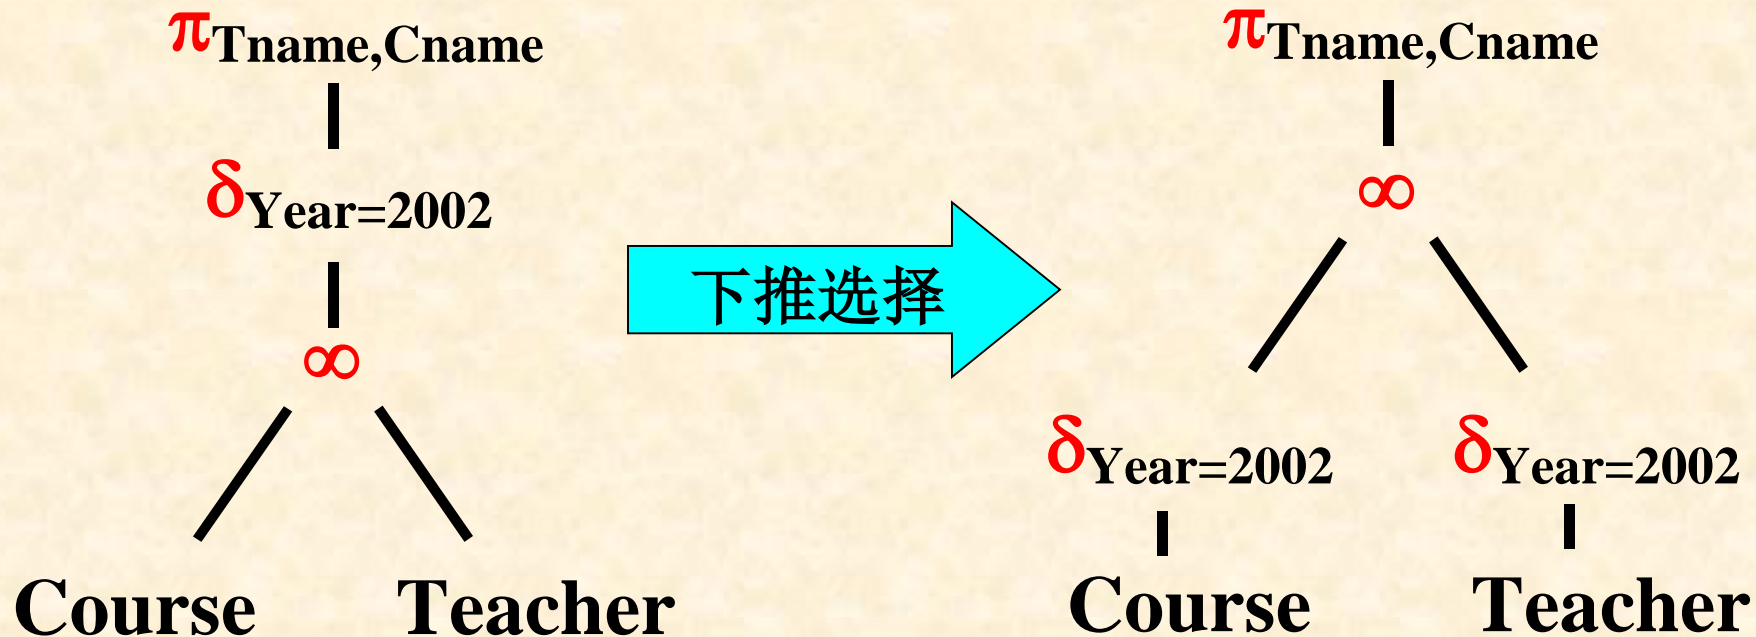 πTname,Cname
δYear=2002
∞
Course Teacher
下推选择
πTname,Cname
∞
δYear=2002 δYear=2002
Course Teacher